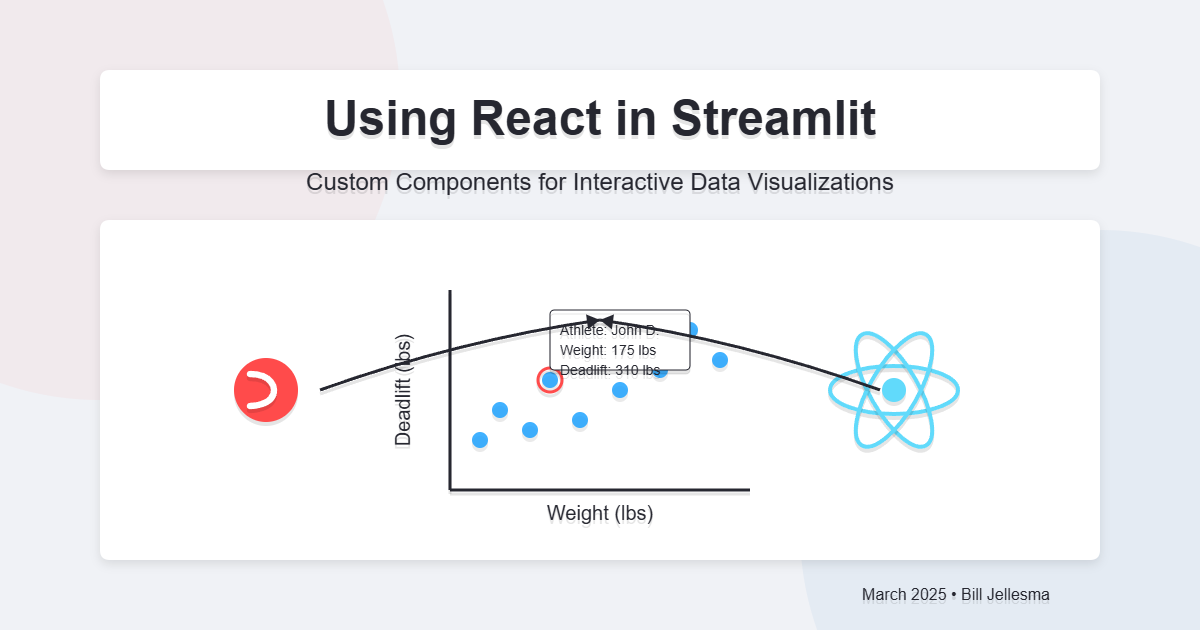 Using React in Streamlit
Custom Components for Interactive Data Visualizations
Deadlift (lbs)
Athlete: John D.
Weight: 175 lbs
Deadlift: 310 lbs
Weight (lbs)
March 2025 • Bill Jellesma